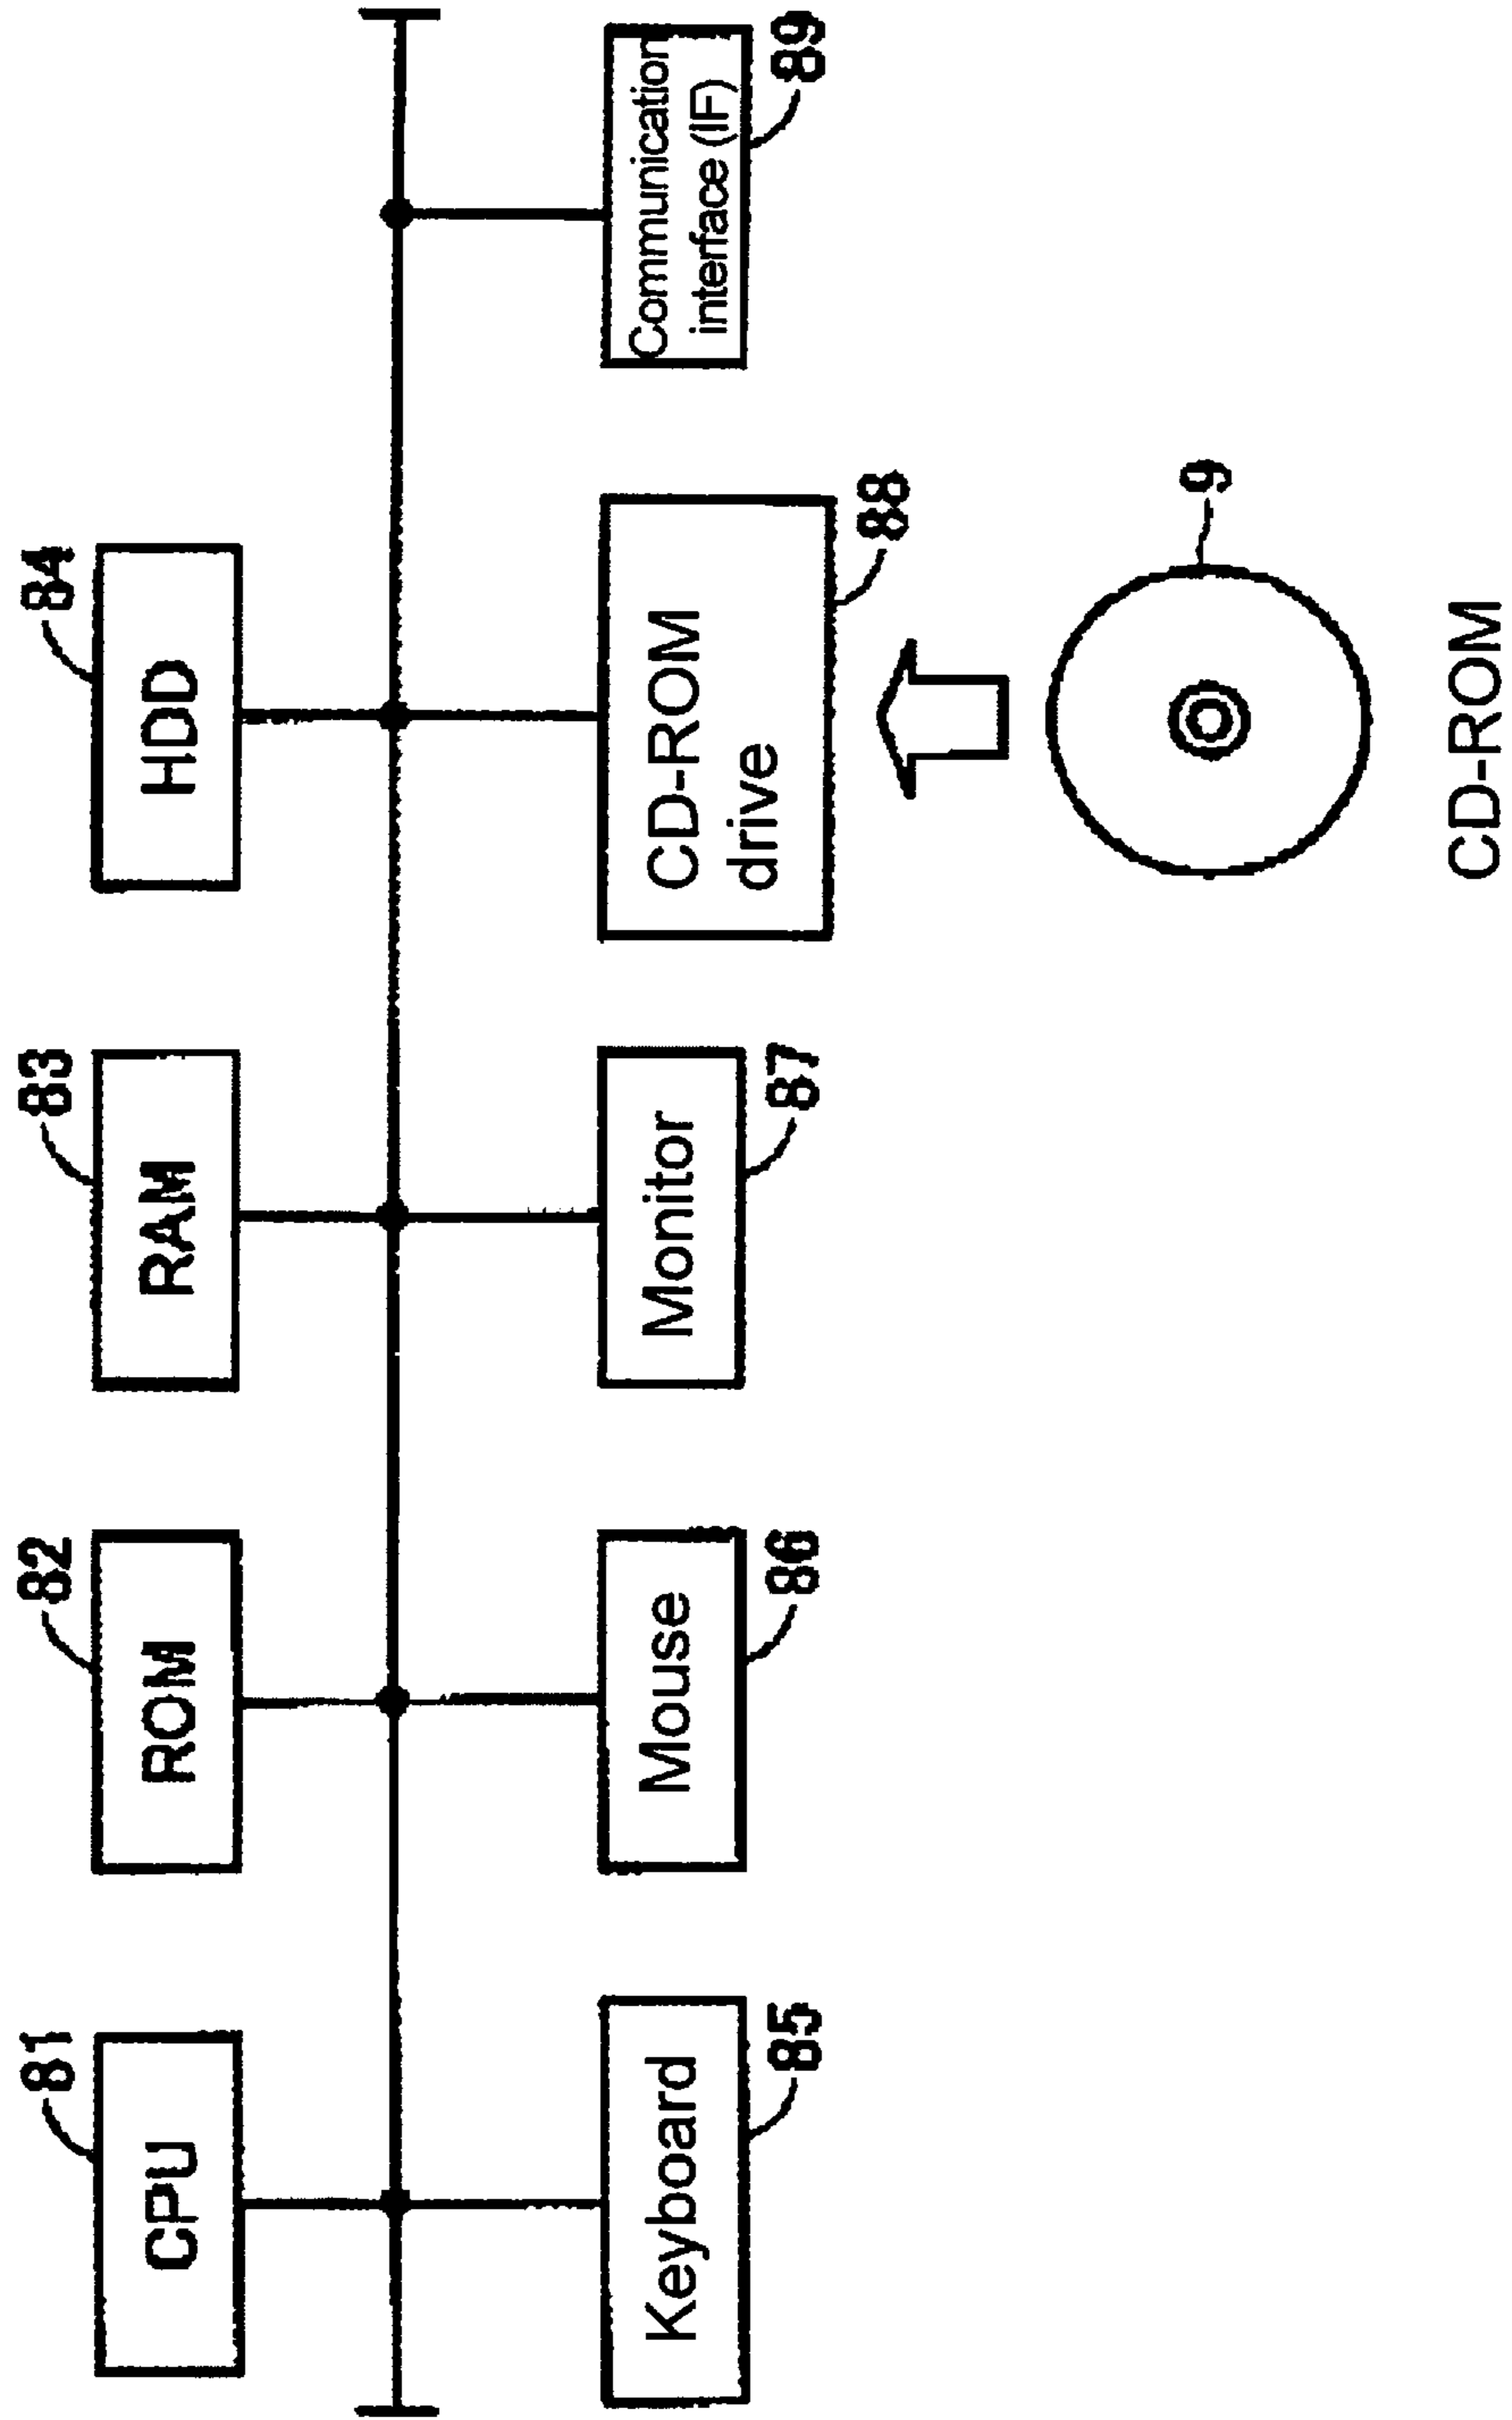 81
82
83
84
CPU
ROM
RAM
HDD
Keyboard
Mouse
Monitor
CD-ROM
drive
Communication
interface (IF)
85
86
87
88
89
9
CD-ROM